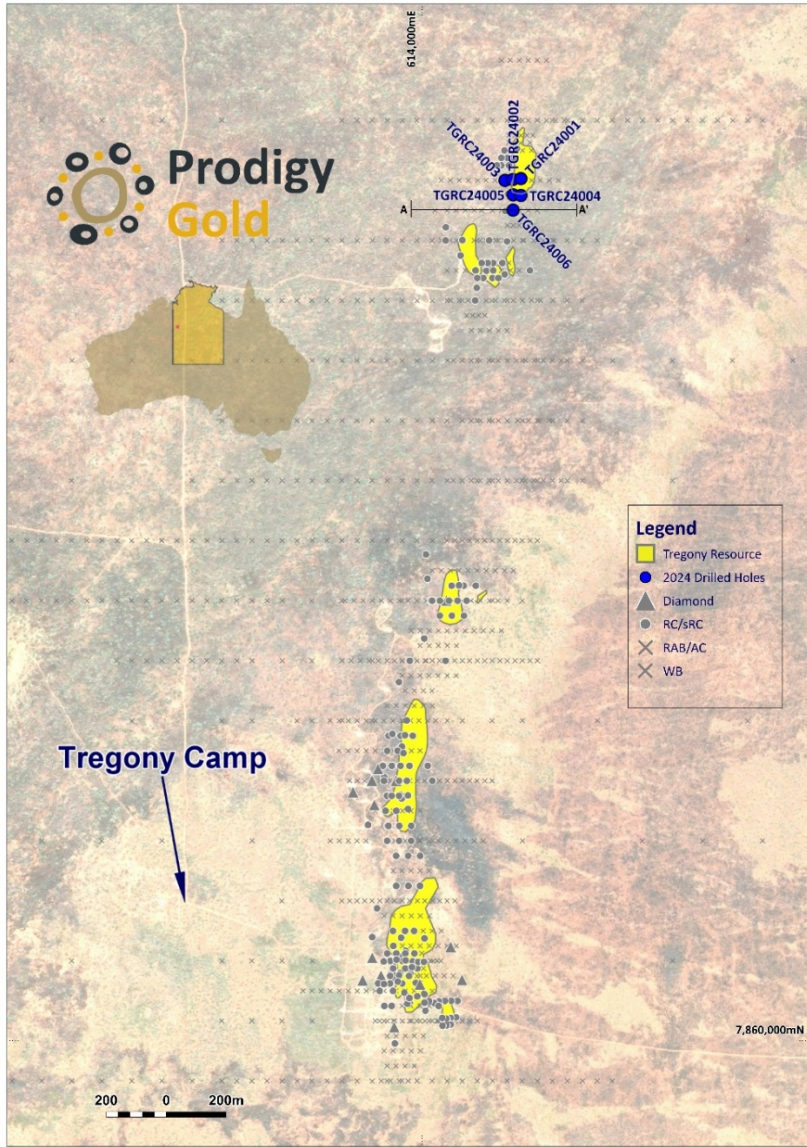 614,000mE
Prodigy
Gold
TGRC24003
TGRC24002
TGRC24001
TGRC24005
TGRC24004
A
A'
TGRC24006
Legend
Tregony Resource
2024 Drilled Holes
Diamond
RC/sRC
RAB/AC
WB
Tregony Camp
7,860,000mN
200
0
200m